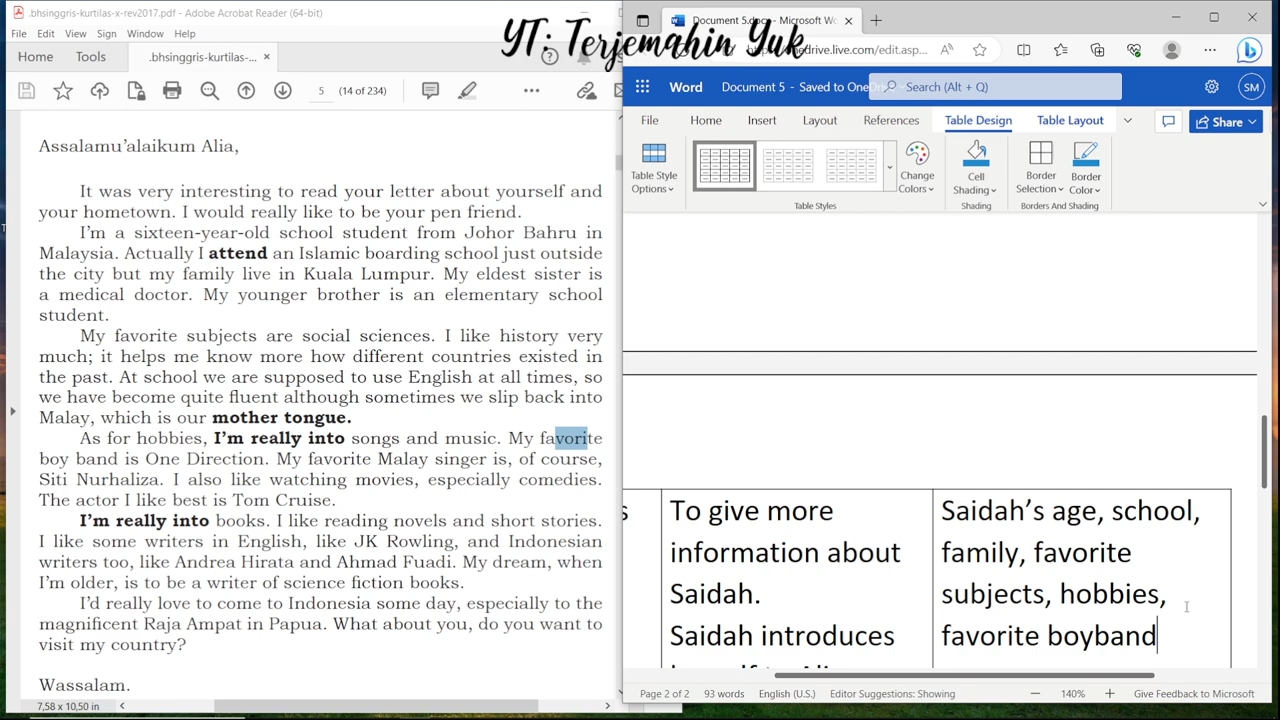 .bhsinggris-kurtilas-x-rev2017.pdf - Adobe Acrobat Reader (64-bit)
File Edit View Sign Window Help
Home Tools .bhsinggris-kurtilas-...
5 (14 of 234)
YT: Terjemahin Yuk
Assalamu'alaikum Alia,
It was very interesting to read your letter about yourself and
your hometown. I would really like to be your pen friend.
I'm a sixteen-year-old school student from Johor Bahru in
Malaysia. Actually I attend an Islamic boarding school just outside
the city but my family live in Kuala Lumpur. My eldest sister is
a medical doctor. My younger brother is an elementary school
student.
My favorite subjects are social sciences. I like history very
much; it helps me know more how different countries existed in
the past. At school we are supposed to use English at all times, so
we have become quite fluent although sometimes we slip back into
Malay, which is our mother tongue.
As for hobbies, I'm really into songs and music. My favorite
boy band is One Direction. My favorite Malay singer is, of course,
Siti Nurhaliza. I also like watching movies, especially comedies.
The actor I like best is Tom Cruise.
I'm really into books. I like reading novels and short stories.
I like some writers in English, like JK Rowling, and Indonesian
writers too, like Andrea Hirata and Ahmad Fuadi. My dream, when
I'm older, is to be a writer of science fiction books.
I'd really love to come to Indonesia some day, especially to the
magnificent Raja Ampat in Papua. What about you, do you want to
visit my country?
Wassalam.
7,58 x 10,50 in
Document 5.docx - Microsoft Wo
onedrive.live.com/edit.asp...
Word Document 5 - Saved to Search (Alt + Q) SM
File Home Insert Layout References Table Design Table Layout Share
Table Style Options
Change Colors
Cell Shading
Border Selection
Border Color
Table Styles Shading Borders And Shading
s
To give more
information about
Saidah.
Saidah introduces
Saidah's age, school,
family, favorite
subjects, hobbies,
favorite boyband
Page 2 of 2 93 words English (U.S.) Editor Suggestions: Showing 140% Give Feedback to Microsoft